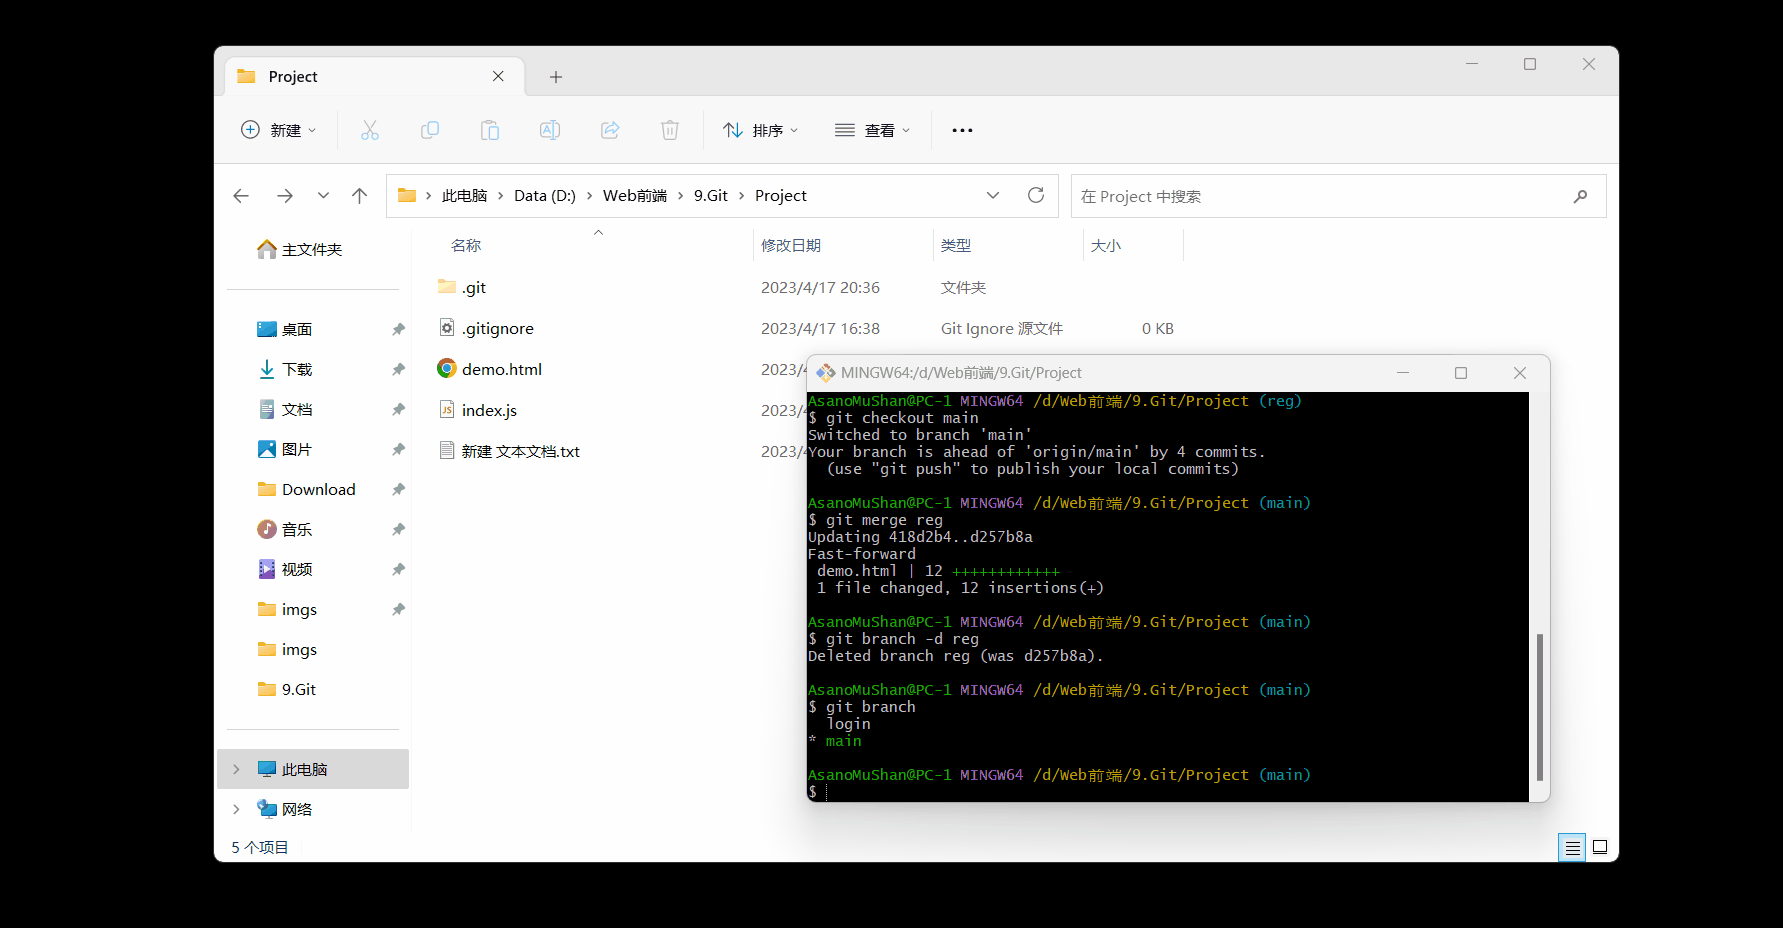 Project
新建
排序
查看
此电脑 Data (D:) Web前端 9.Git Project
在 Project 中搜索
主文件夹
桌面
下载
文档
图片
Download
音乐
视频
imgs
imgs
9.Git
此电脑
网络
名称 修改日期 类型 大小
.git 2023/4/17 20:36 文件夹
.gitignore 2023/4/17 16:38 Git Ignore 源文件 0 KB
demo.html 2023/4
index.js 2023/4
新建 文本文档.txt 2023/4
5 个项目
MINGW64:/d/Web前端/9.Git/Project
AsanoMuShan@PC-1 MINGW64 /d/Web前端/9.Git/Project (reg)
$ git checkout main
Switched to branch 'main'
Your branch is ahead of 'origin/main' by 4 commits.
(use "git push" to publish your local commits)
AsanoMuShan@PC-1 MINGW64 /d/Web前端/9.Git/Project (main)
$ git merge reg
Updating 418d2b4..d257b8a
Fast-forward
demo.html | 12 ++++++++++++
1 file changed, 12 insertions(+)
AsanoMuShan@PC-1 MINGW64 /d/Web前端/9.Git/Project (main)
$ git branch -d reg
Deleted branch reg (was d257b8a).
AsanoMuShan@PC-1 MINGW64 /d/Web前端/9.Git/Project (main)
$ git branch
login
* main
AsanoMuShan@PC-1 MINGW64 /d/Web前端/9.Git/Project (main)
$